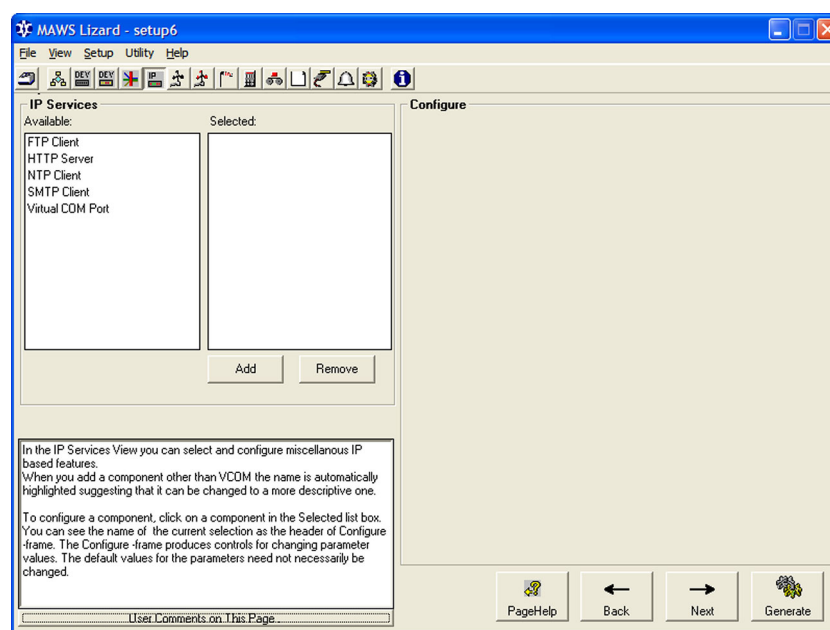 MAWS Lizard - setup6
File View Setup Utility Help
DEV DEV IP
IP Services
Available: Selected:
FTP Client
HTTP Server
NTP Client
SMTP Client
Virtual COM Port
Add Remove
Configure
In the IP Services View you can select and configure miscellanous IP
based features.
When you add a component other than VCOM the name is automatically
highlighted suggesting that it can be changed to a more descriptive one.
To configure a component, click on a component in the Selected list box.
You can see the name of the current selection as the header of Configure
-frame. The Configure -frame produces controls for changing parameter
values. The default values for the parameters need not necessarily be
changed.
User Comments on This Page..
PageHelp Back Next Generate